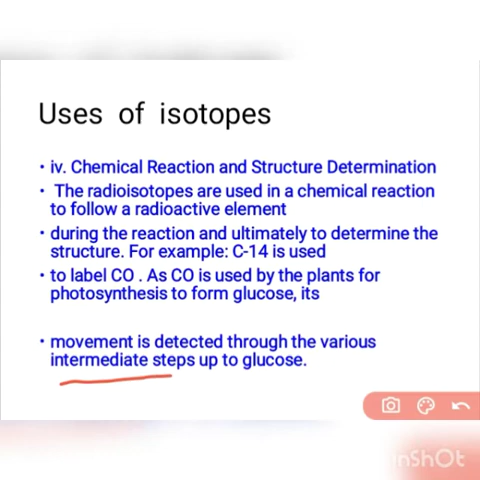 Uses of isotopes
• iv. Chemical Reaction and Structure Determination
• The radioisotopes are used in a chemical reaction
to follow a radioactive element
• during the reaction and ultimately to determine the
structure. For example: C-14 is used
• to label CO . As CO is used by the plants for
photosynthesis to form glucose, its
• movement is detected through the various
intermediate steps up to glucose.
InShOt